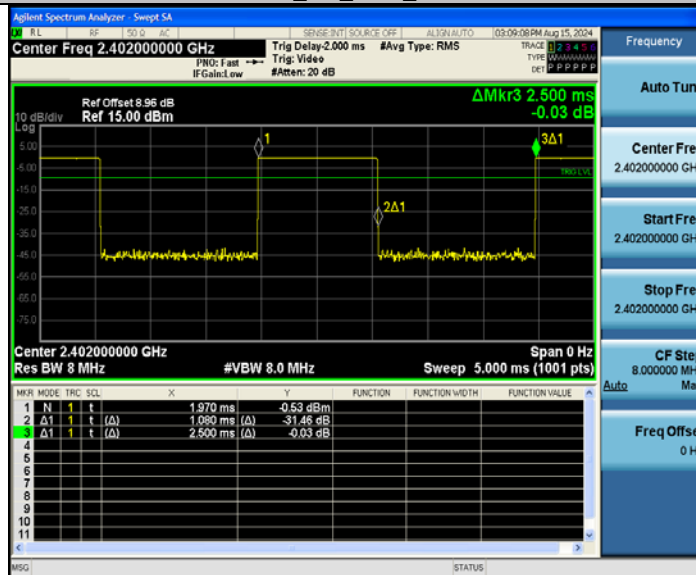 Agilent Spectrum Analyzer - Swept SA
RL RF 50 Ω AC SENSE:INT SOURCE OFF ALIGN AUTO 03:09:08 PM Aug 15, 2024
Center Freq 2.402000000 GHz
PNO: Fast
IFGain:Low
Trig Delay-2.000 ms
Trig: Video
#Atten: 20 dB
#Avg Type: RMS
TRACE 1 2 3 4 5 6
TYPE WWWWWW
DET P P P P P P
Frequency
Auto Tun
Center Fre
2.402000000 GH
Start Fre
2.402000000 GH
Stop Fre
2.402000000 GH
CF Ste
8.000000 MH
Auto Ma
Freq Offse
0 H
ΔMkr3 2.500 ms
-0.03 dB
Ref Offset 8.96 dB
10 dB/div Ref 15.00 dBm
Log
5.00
-5.00
-15.0
-25.0
-35.0
-45.0
-55.0
-65.0
-75.0
1
2Δ1
3Δ1
TRIG LVL
Center 2.402000000 GHz Span 0 Hz
Res BW 8 MHz #VBW 8.0 MHz Sweep 5.000 ms (1001 pts)
MKR MODE TRC SCL X Y FUNCTION FUNCTION WIDTH FUNCTION VALUE
1 N 1 t 1.970 ms -0.53 dBm
2 Δ1 1 t (Δ) 1.080 ms (Δ) -31.46 dB
3 Δ1 1 t (Δ) 2.500 ms (Δ) -0.03 dB
4
5
6
7
8
9
10
11
MSG STATUS